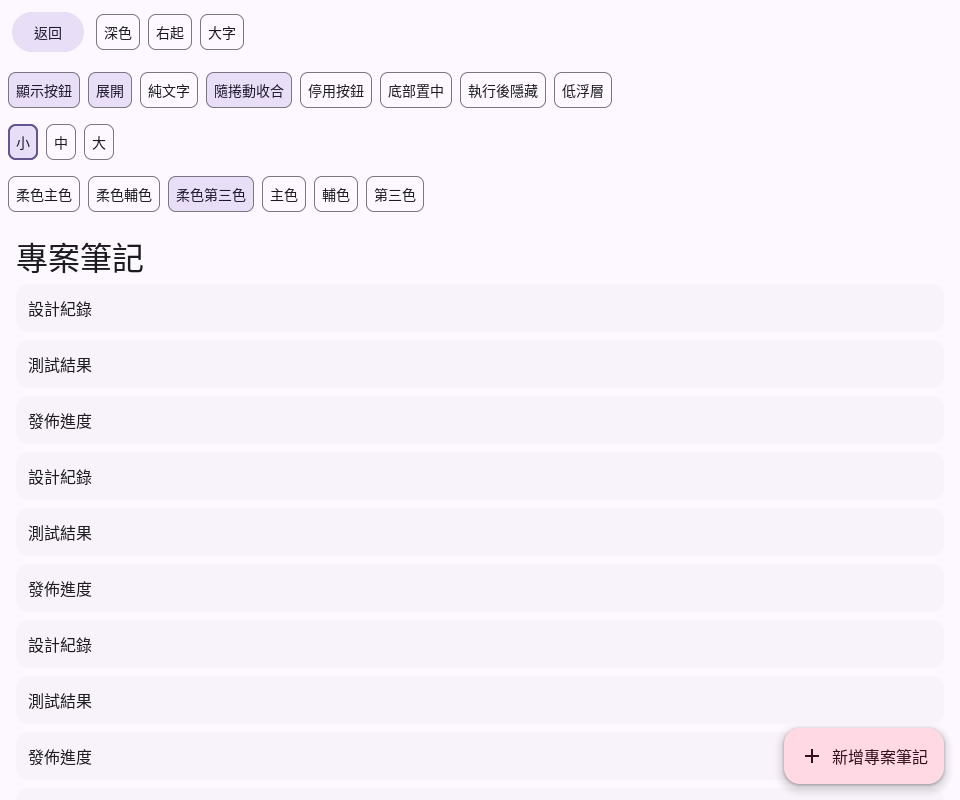 返回 深色 右起 大字
顯示按鈕 展開 純文字 隨捲動收合 停用按鈕 底部置中 執行後隱藏 低浮層
小 中 大
柔色主色 柔色輔色 柔色第三色 主色 輔色 第三色
專案筆記
設計紀錄
測試結果
發佈進度
設計紀錄
測試結果
發佈進度
設計紀錄
測試結果
發佈進度
新增專案筆記